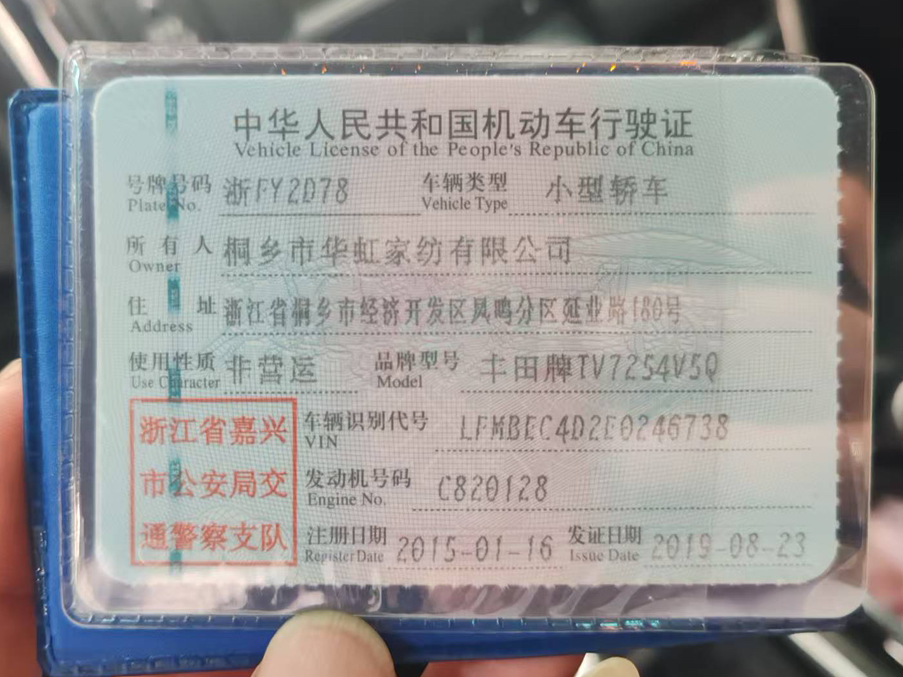 中华人民共和国机动车行驶证
Vehicle License of the People's Republic of China
号牌号码 浙FY2D78 车辆类型 小型轿车
Plate No. Vehicle Type
所有人 桐乡市华虹家纺有限公司
Owner
住址 浙江省桐乡市经济开发区凤鸣分区延业路180号
Address
使用性质 非营运 品牌型号 丰田牌TV7254V5Q
Use Character Model
浙江省嘉兴
市公安局交
通警察支队
车辆识别代号 LFMBEC4D2E0246738
VIN
发动机号码 C820128
Engine No.
注册日期 2015-01-16 发证日期 2019-08-23
Register Date Issue Date